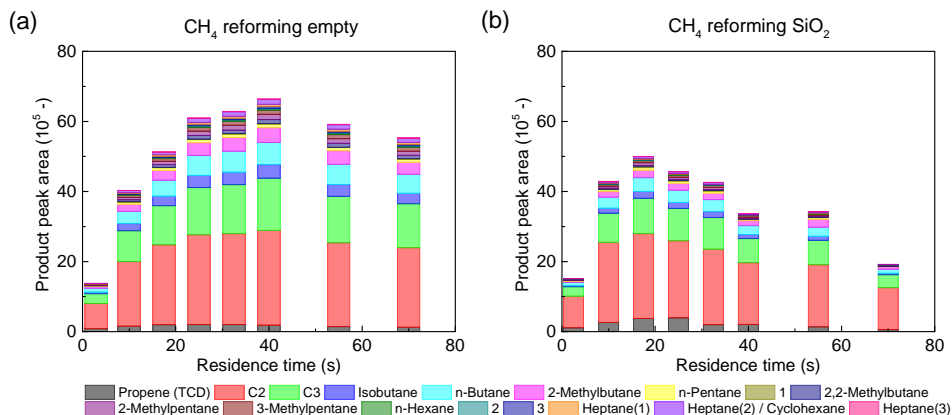 (a) CH4 reforming empty
(b) CH4 reforming SiO2
80
60
40
20
0
Product peak area (10^5 -)
0 20 40 60 80
Residence time (s)
80
60
40
20
0
Product peak area (10^5 -)
0 20 40 60 80
Residence time (s)
Propene (TCD) C2 C3 Isobutane n-Butane 2-Methylbutane n-Pentane 1 2,2-Methylbutane
2-Methylpentane 3-Methylpentane n-Hexane 2 3 Heptane(1) Heptane(2) / Cyclohexane Heptane(3)